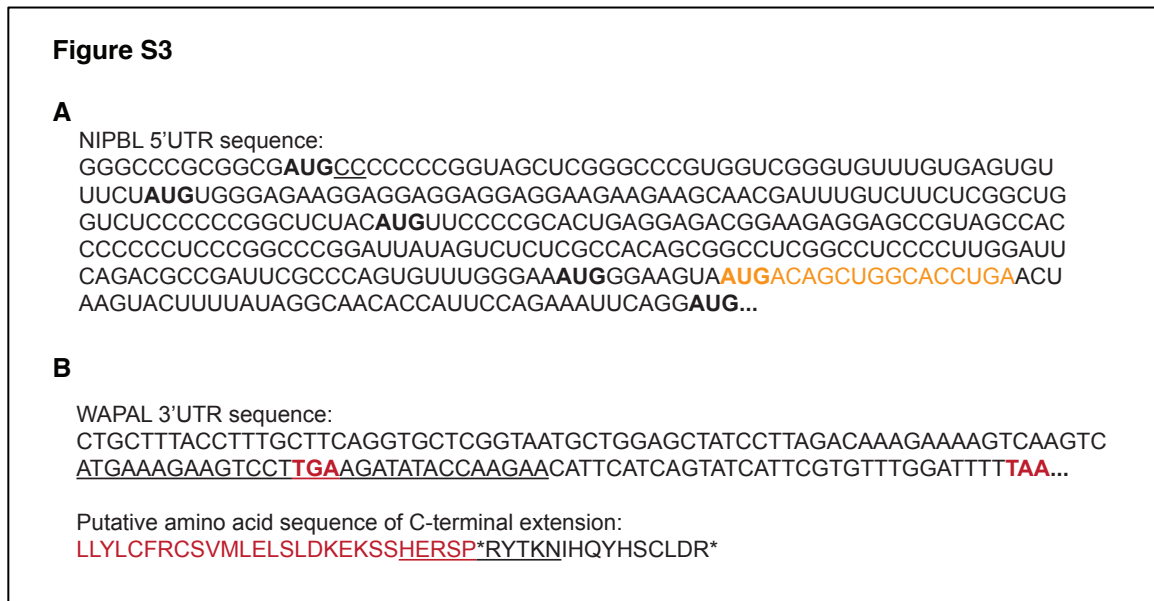 Figure S3
A
NIPBL 5'UTR sequence:
GGGCCCGCGGCGAUGCCCCCCCCGGUAGCUCGGGCCCGUGGUCGGGUGUUUGUGAGUGU
UUCUAUGUGGGAGAAGGAGGAGGAGGAGGAAGAAGAAGCAACGAUUUGUCUUCUCGGCUG
GUCUCCCCCCGGCUCUACAUGUUCCCCGCACUGAGGAGACGGAAGAGGAGCCGUAGCCAC
CCCCCCUCCCGGCCCGGAUUAUAGUCUCUCGCCACAGCGGCCUCGGCCUCCCCUUGGAUU
CAGACGCCGAUUCGCCCAGUGUUUGGGAAAUGGGAAGUAAUGACAGCUGGCACCUGAACU
AAGUACUUUUAUAGGCAACACCAUUCCAGAAAUUCAGGAUG...
B
WAPAL 3'UTR sequence:
CTGCTTTACCTTTGCTTCAGGTGCTCGGTAATGCTGGAGCTATCCTTAGACAAAGAAAAGTCAAGTC
ATGAAAGAAGTCCTTGAAGATATACCAAGAACATTCATCAGTATCATTCGTGTTTGGATTTTTAA...
Putative amino acid sequence of C-terminal extension:
LLYLCFRCSVMLELSLDKEKSSHERSP*RYTKNIHQYHSCLDR*